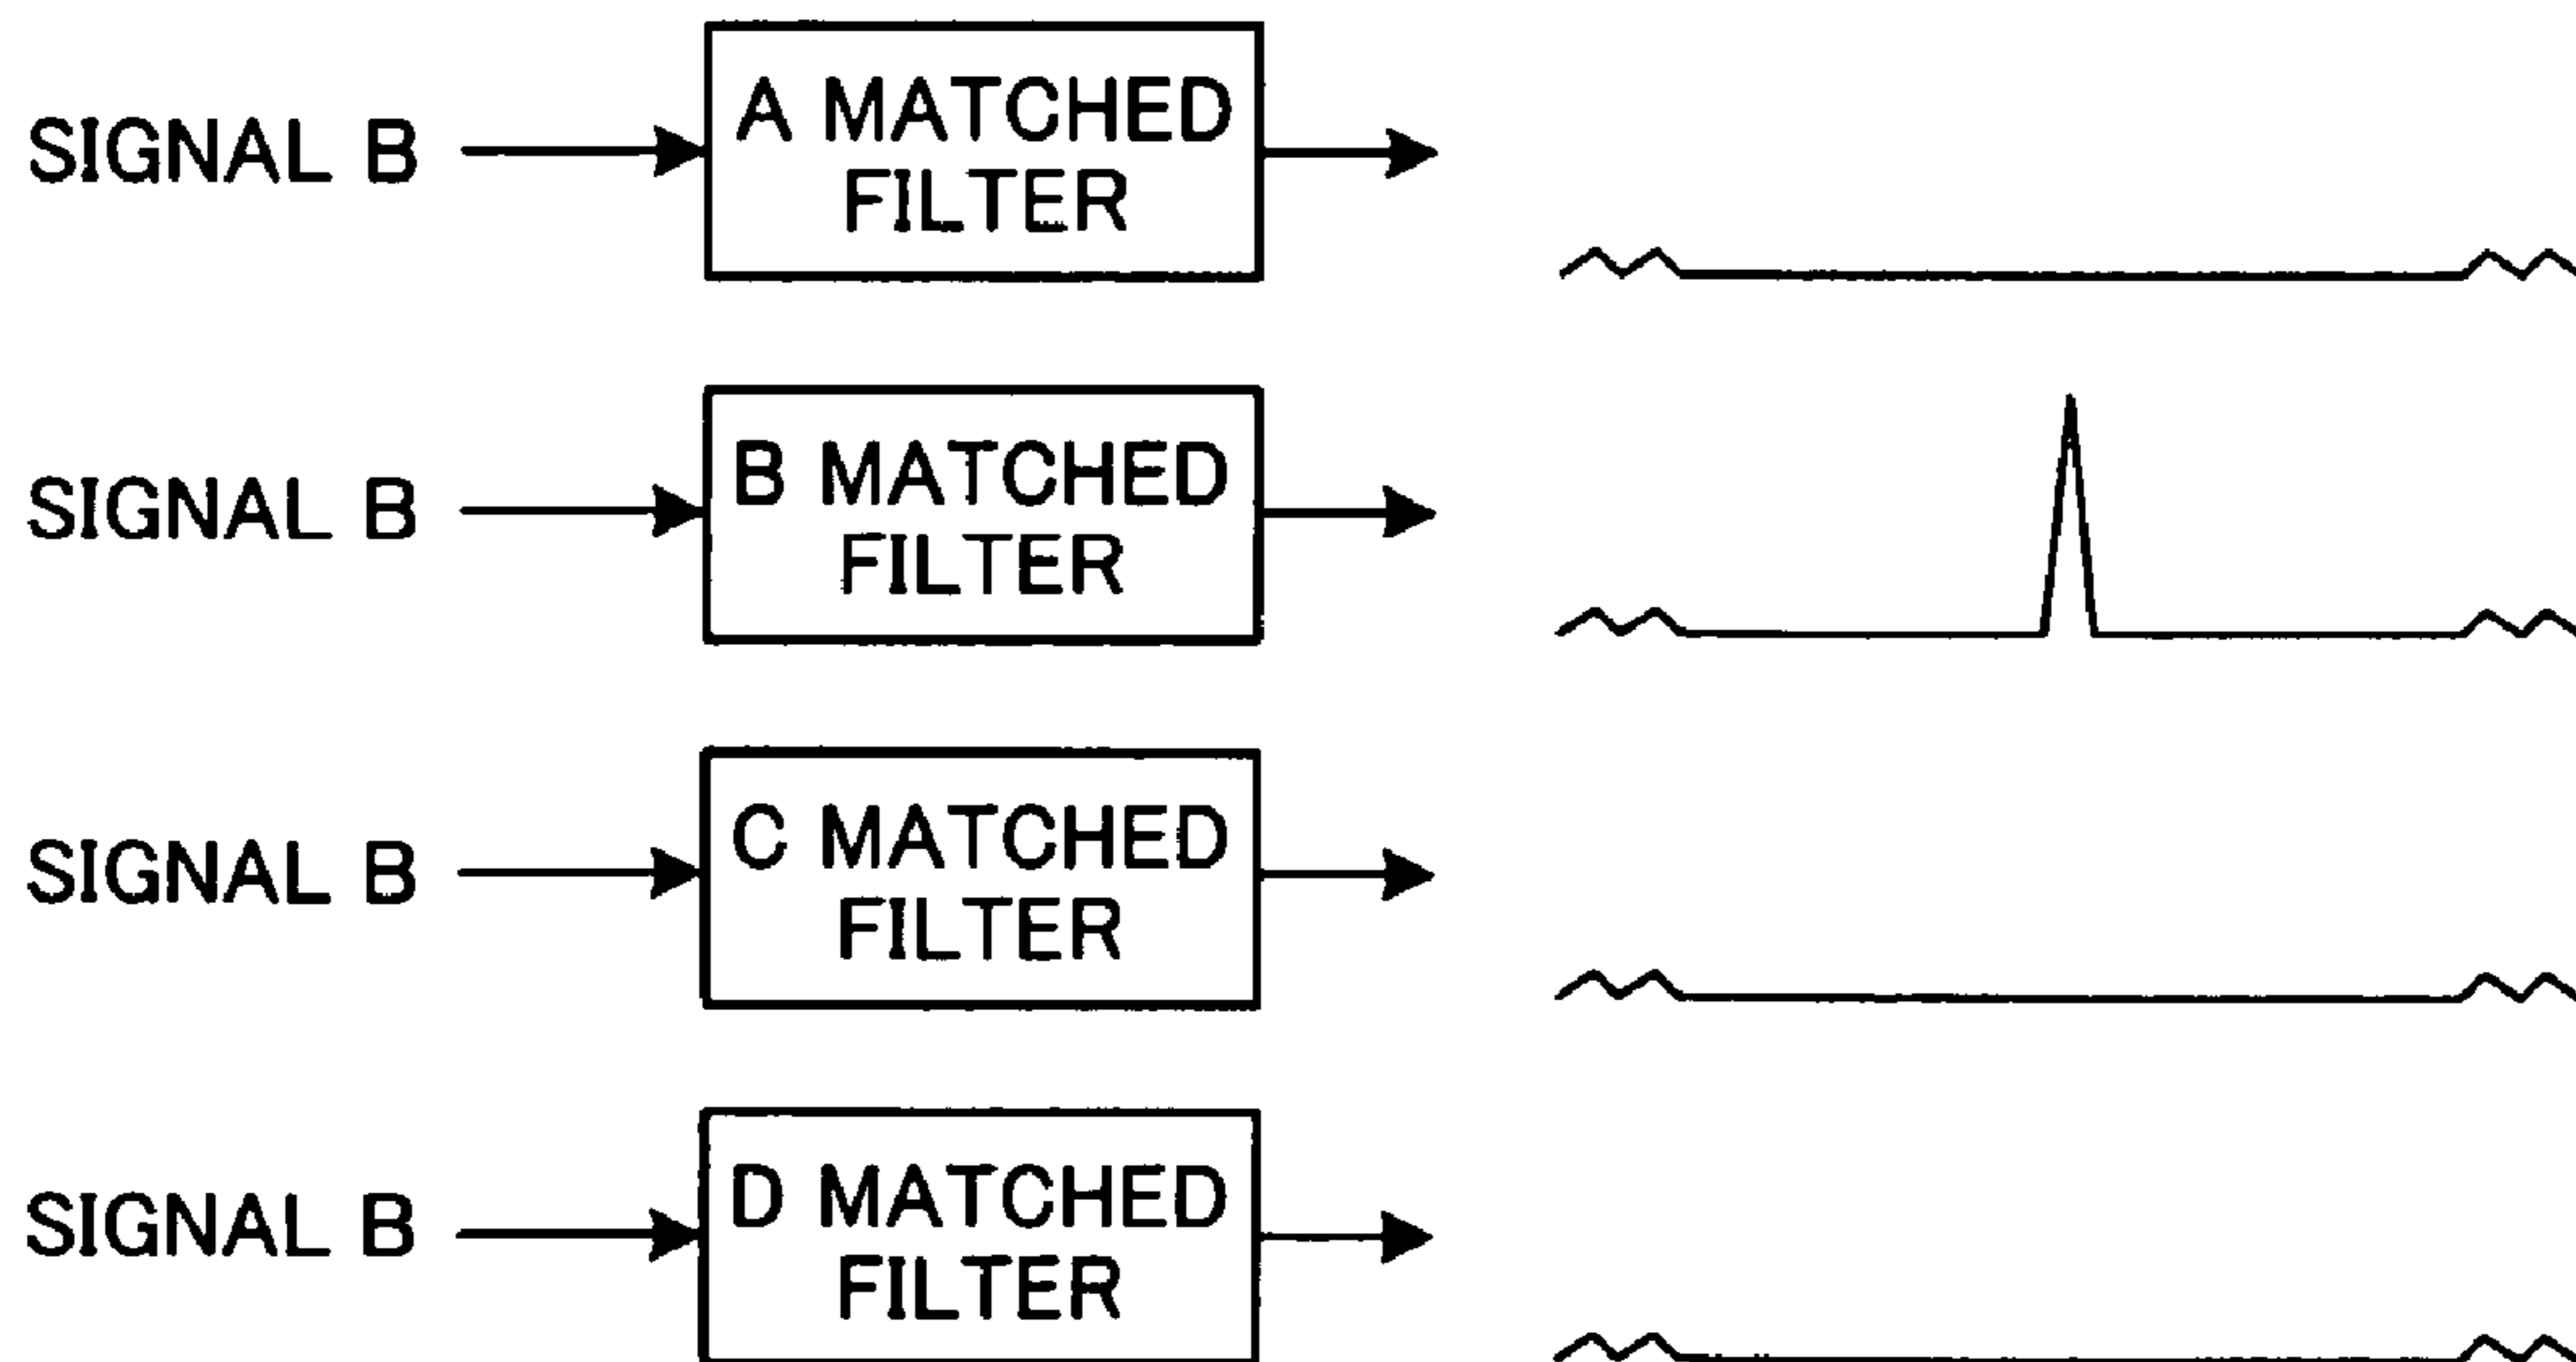 SIGNAL B
A MATCHED
FILTER
SIGNAL B
B MATCHED
FILTER
SIGNAL B
C MATCHED
FILTER
SIGNAL B
D MATCHED
FILTER